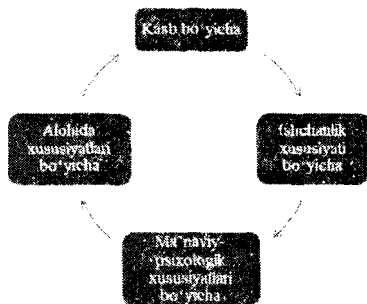 Kasb bo‘yicha
Ishchanlik
xususiyati
bo‘yicha
Ma’naviy-
psixologik
xususiyatlari
bo‘yicha
Alohida
xususiyatlari
bo‘yicha